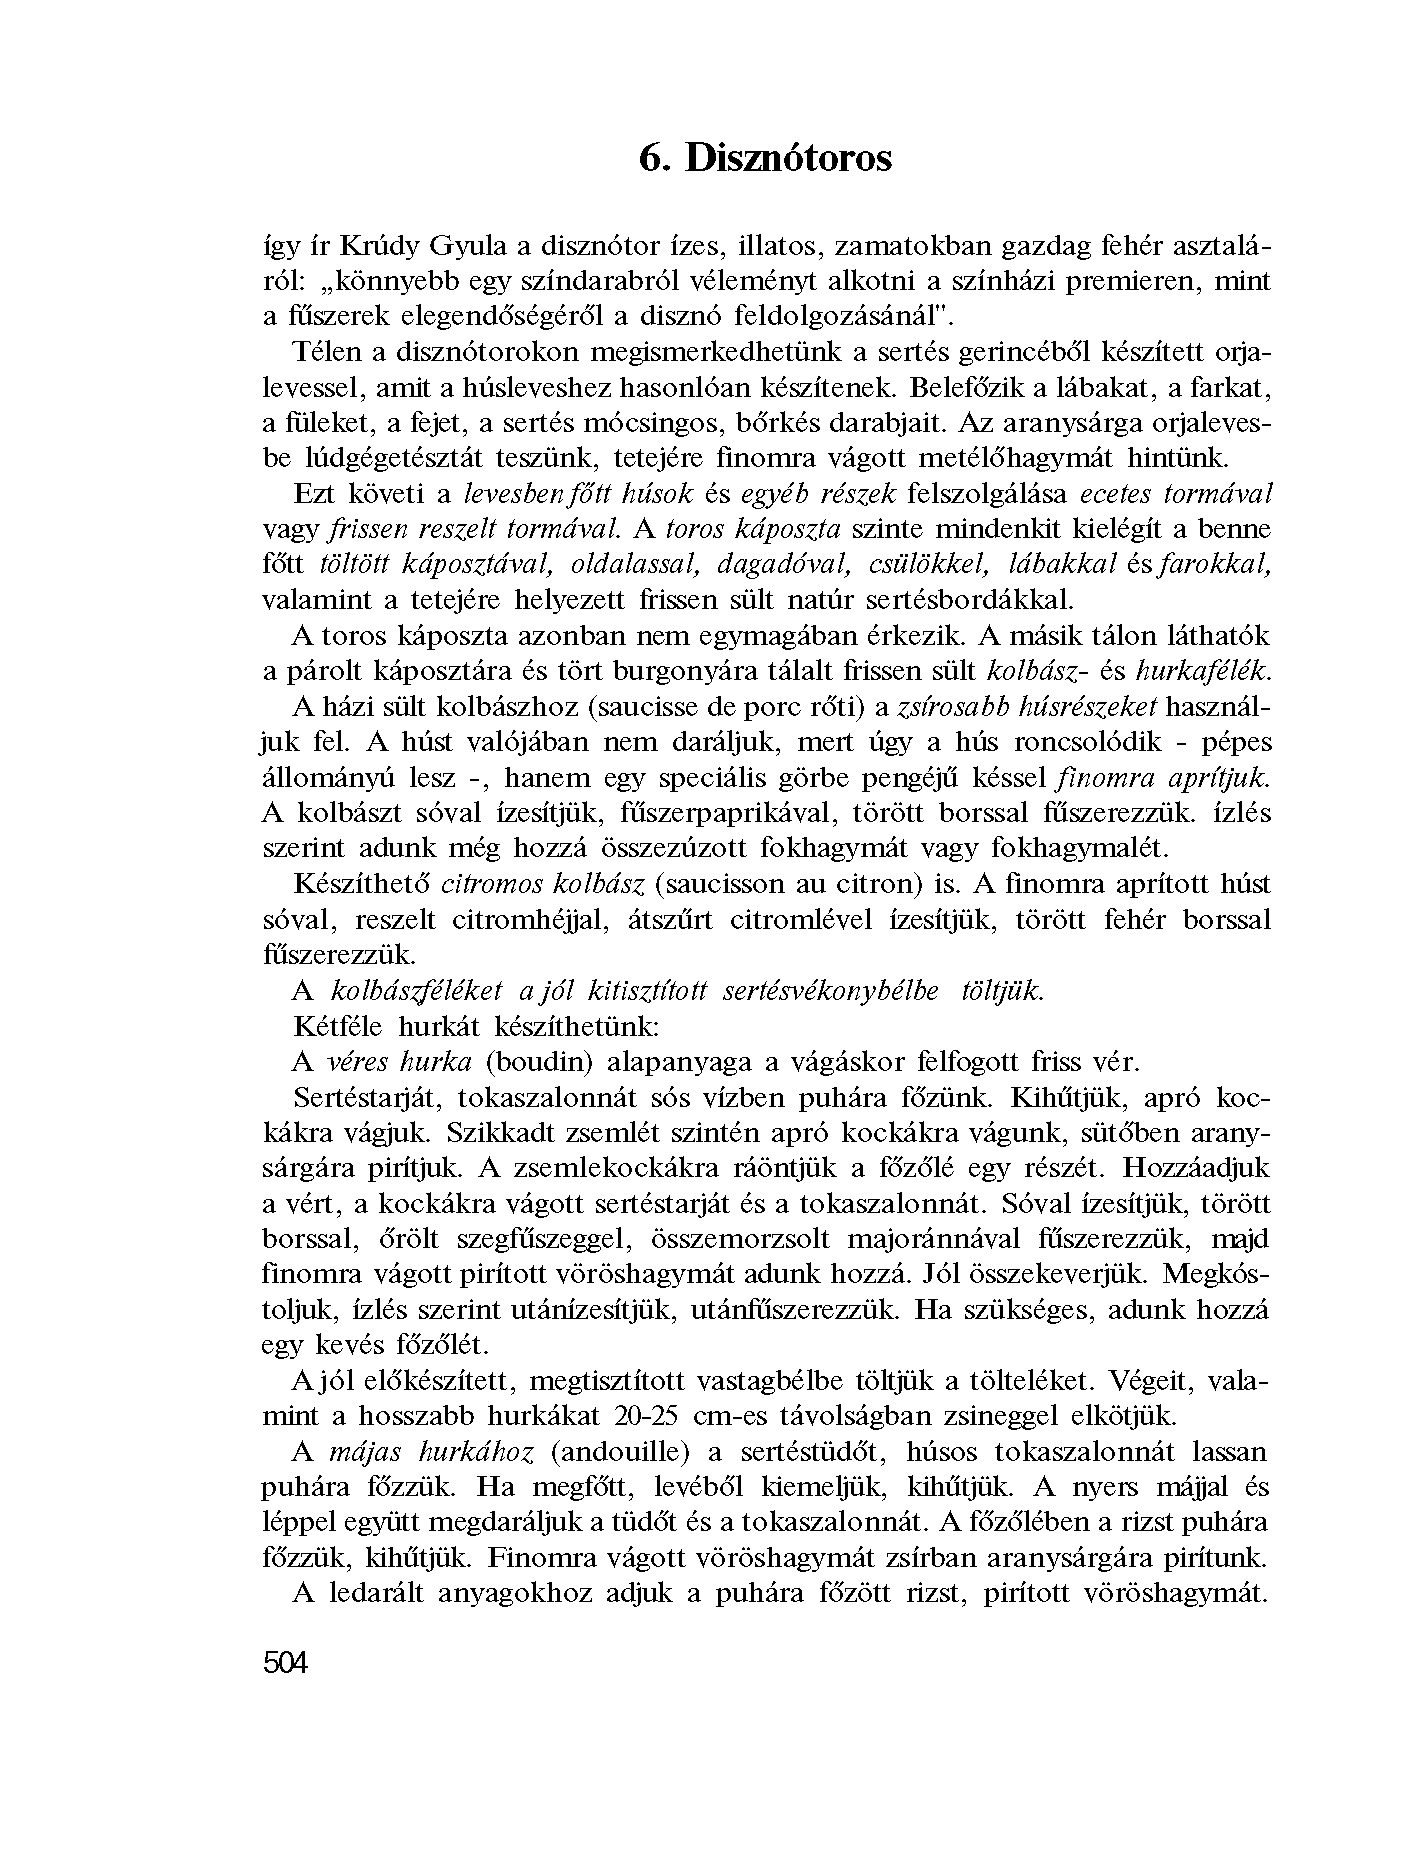 6. Disznótoros
így ír Krúdy Gyula a disznótor ízes, illatos, zamatokban gazdag fehér asztalá-
ról: „könnyebb egy színdarabról véleményt alkotni a színházi premieren, mint
a fűszerek elegendőségéről a disznó feldolgozásánál".
Télen a disznótorokon megismerkedhetünk a sertés gerincéből készített orja-
levessel, amit a húsleveshez hasonlóan készítenek. Belefőzik a lábakat, a farkat,
a füleket, a fejet, a sertés mócsingos, bőrkés darabjait. Az aranysárga orjaleves-
be lúdgégetésztát teszünk, tetejére finomra vágott metélőhagymát hintünk.
Ezt követi a levesben főtt húsok és egyéb részek felszolgálása ecetes tormával
vagy frissen reszelt tormával. A toros káposzta szinte mindenkit kielégít a benne
főtt töltött káposztával, oldalassal, dagadóval, csülökkel, lábakkal és farokkal,
valamint a tetejére helyezett frissen sült natúr sertésbordákkal.
A toros káposzta azonban nem egymagában érkezik. A másik tálon láthatók
a párolt káposztára és tört burgonyára tálalt frissen sült kolbász- és hurkafélék.
A házi sült kolbászhoz (saucisse de porc rőti) a zsírosabb húsrészeket használ-
juk fel. A húst valójában nem daráljuk, mert úgy a hús roncsolódik - pépes
állományú lesz -, hanem egy speciális görbe pengéjű késsel finomra aprítjuk.
A kolbászt sóval ízesítjük, fűszerpaprikával, törött borssal fűszerezzük. ízlés
szerint adunk még hozzá összezúzott fokhagymát vagy fokhagymalét.
Készíthető citromos kolbász (saucisson au citron) is. A finomra aprított húst
sóval, reszelt citromhéjjal, átszűrt citromlével ízesítjük, törött fehér borssal
fűszerezzük.
A kolbászféléket a jól kitisztított sertésvékonybélbe töltjük.
Kétféle hurkát készíthetünk:
A véres hurka (boudin) alapanyaga a vágáskor felfogott friss vér.
Sertéstarját, tokaszalonnát sós vízben puhára főzünk. Kihűtjük, apró koc-
kákra vágjuk. Szikkadt zsemlét szintén apró kockákra vágunk, sütőben arany-
sárgára pirítjuk. A zsemlekockákra ráöntjük a főzőlé egy részét. Hozzáadjuk
a vért, a kockákra vágott sertéstarját és a tokaszalonnát. Sóval ízesítjük, törött
borssal, őrölt szegfűszeggel, összemorzsolt majoránnával fűszerezzük, majd
finomra vágott pirított vöröshagymát adunk hozzá. Jól összekeverjük. Megkós-
toljuk, ízlés szerint utánízesítjük, utánfűszerezzük. Ha szükséges, adunk hozzá
egy kevés főzőlét.
A jól előkészített, megtisztított vastagbélbe töltjük a tölteléket. Végeit, vala-
mint a hosszabb hurkákat 20-25 cm-es távolságban zsineggel elkötjük.
A májas hurkához (andouille) a sertéstüdőt, húsos tokaszalonnát lassan
puhára főzzük. Ha megfőtt, levéből kiemeljük, kihűtjük. A nyers májjal és
léppel együtt megdaráljuk a tüdőt és a tokaszalonnát. A főzőlében a rizst puhára
főzzük, kihűtjük. Finomra vágott vöröshagymát zsírban aranysárgára pirítunk.
A ledarált anyagokhoz adjuk a puhára főzött rizst, pirított vöröshagymát.
504